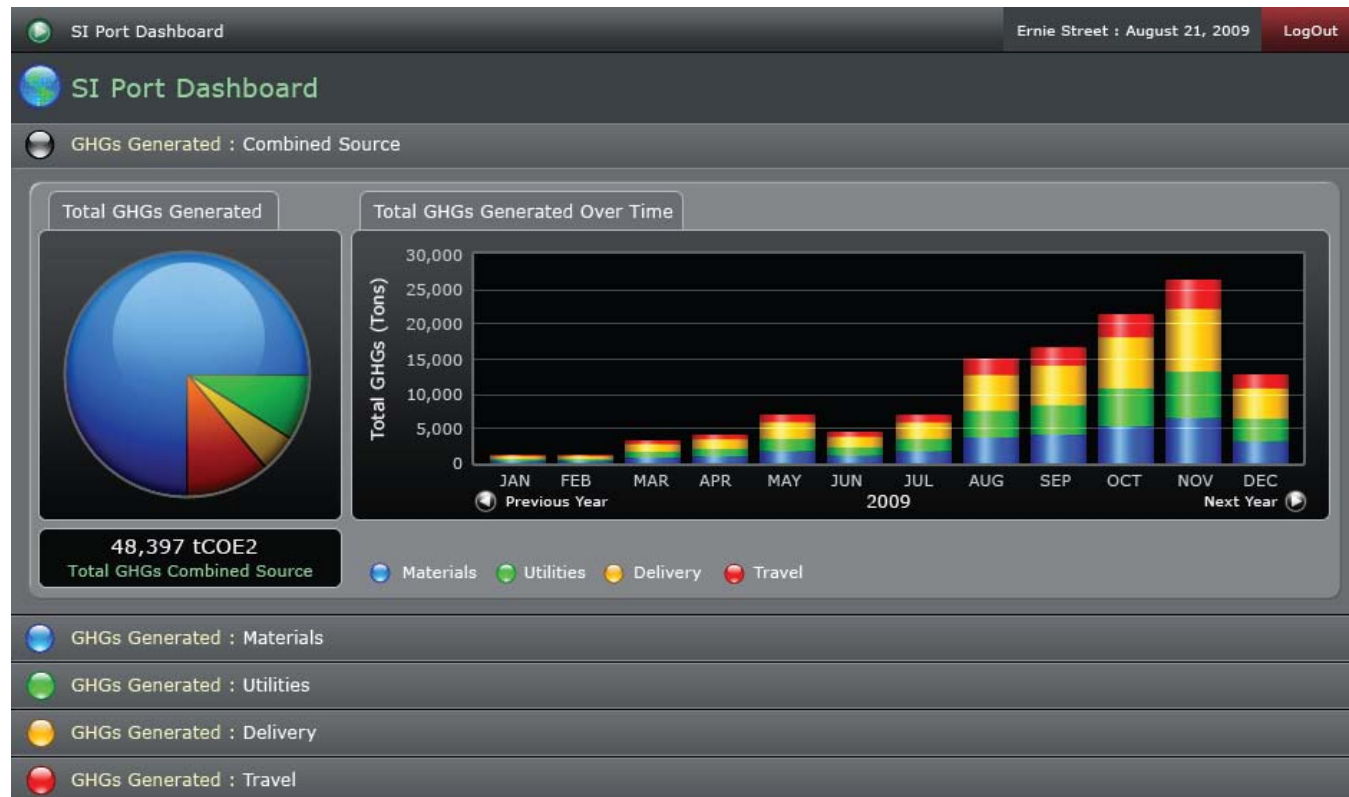 SI Port Dashboard
Ernie Street : August 21, 2009
LogOut
SI Port Dashboard
GHGs Generated : Combined Source
Total GHGs Generated
Total GHGs Generated Over Time
Total GHGs (Tons)
30,000
25,000
20,000
15,000
10,000
5,000
0
JAN FEB MAR APR MAY JUN JUL AUG SEP OCT NOV DEC
Previous Year 2009 Next Year
48,397 tCOE2
Total GHGs Combined Source
Materials Utilities Delivery Travel
GHGs Generated : Materials
GHGs Generated : Utilities
GHGs Generated : Delivery
GHGs Generated : Travel